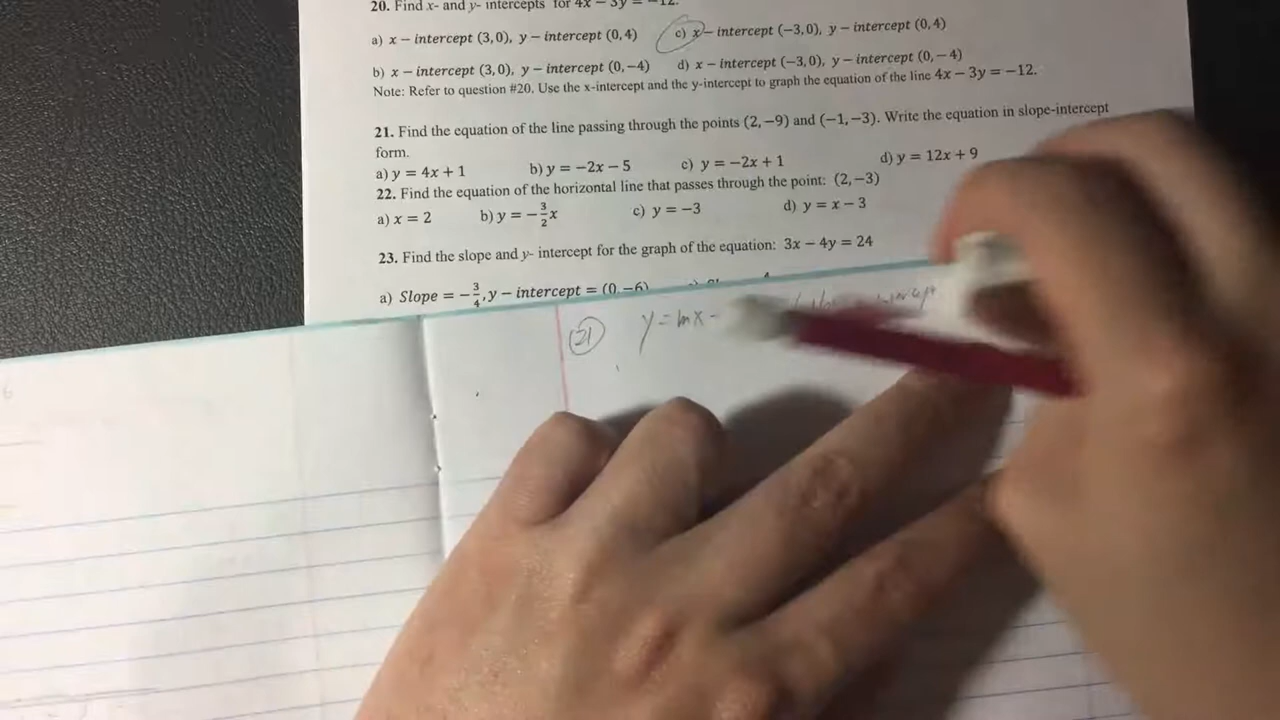 20. Find x- and y- intercepts for 4x − 3y = −12.
a) x − intercept (3,0), y − intercept (0,4) c) x − intercept (−3,0), y − intercept (0,4)
b) x − intercept (3,0), y − intercept (0,−4) d) x − intercept (−3,0), y − intercept (0,−4)
Note: Refer to question #20. Use the x-intercept and the y-intercept to graph the equation of the line 4x − 3y = −12.
21. Find the equation of the line passing through the points (2,−9) and (−1,−3). Write the equation in slope-intercept
form.
a) y = 4x + 1 b) y = −2x − 5 c) y = −2x + 1 d) y = 12x + 9
22. Find the equation of the horizontal line that passes through the point: (2,−3)
a) x = 2 b) y = −3/2x c) y = −3 d) y = x − 3
23. Find the slope and y- intercept for the graph of the equation: 3x − 4y = 24
a) Slope = −3/4, y − intercept = (0,−6)
21 y = mx